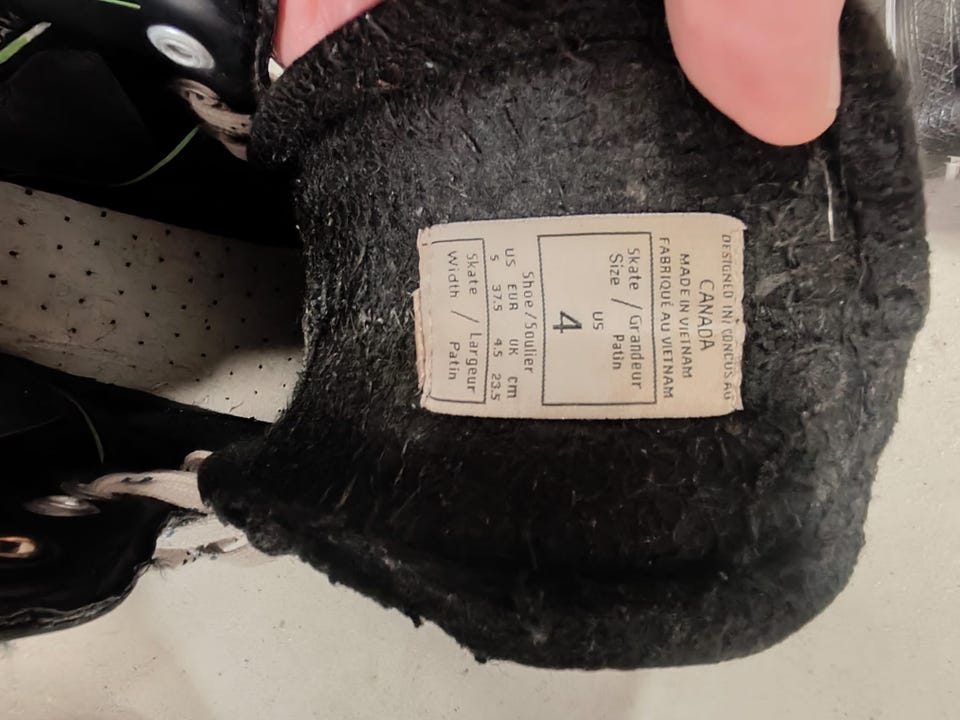 DESIGNED IN / CONCUS AU
CANADA
MADE IN VIETNAM
FABRIQUE AU VIETNAM
Skate / Grandeur
Size Patin
US
4
Shoe/Soulier
US EUR UK cm
5 37.5 4.5 23.5
Skate / Largeur
Width Patin